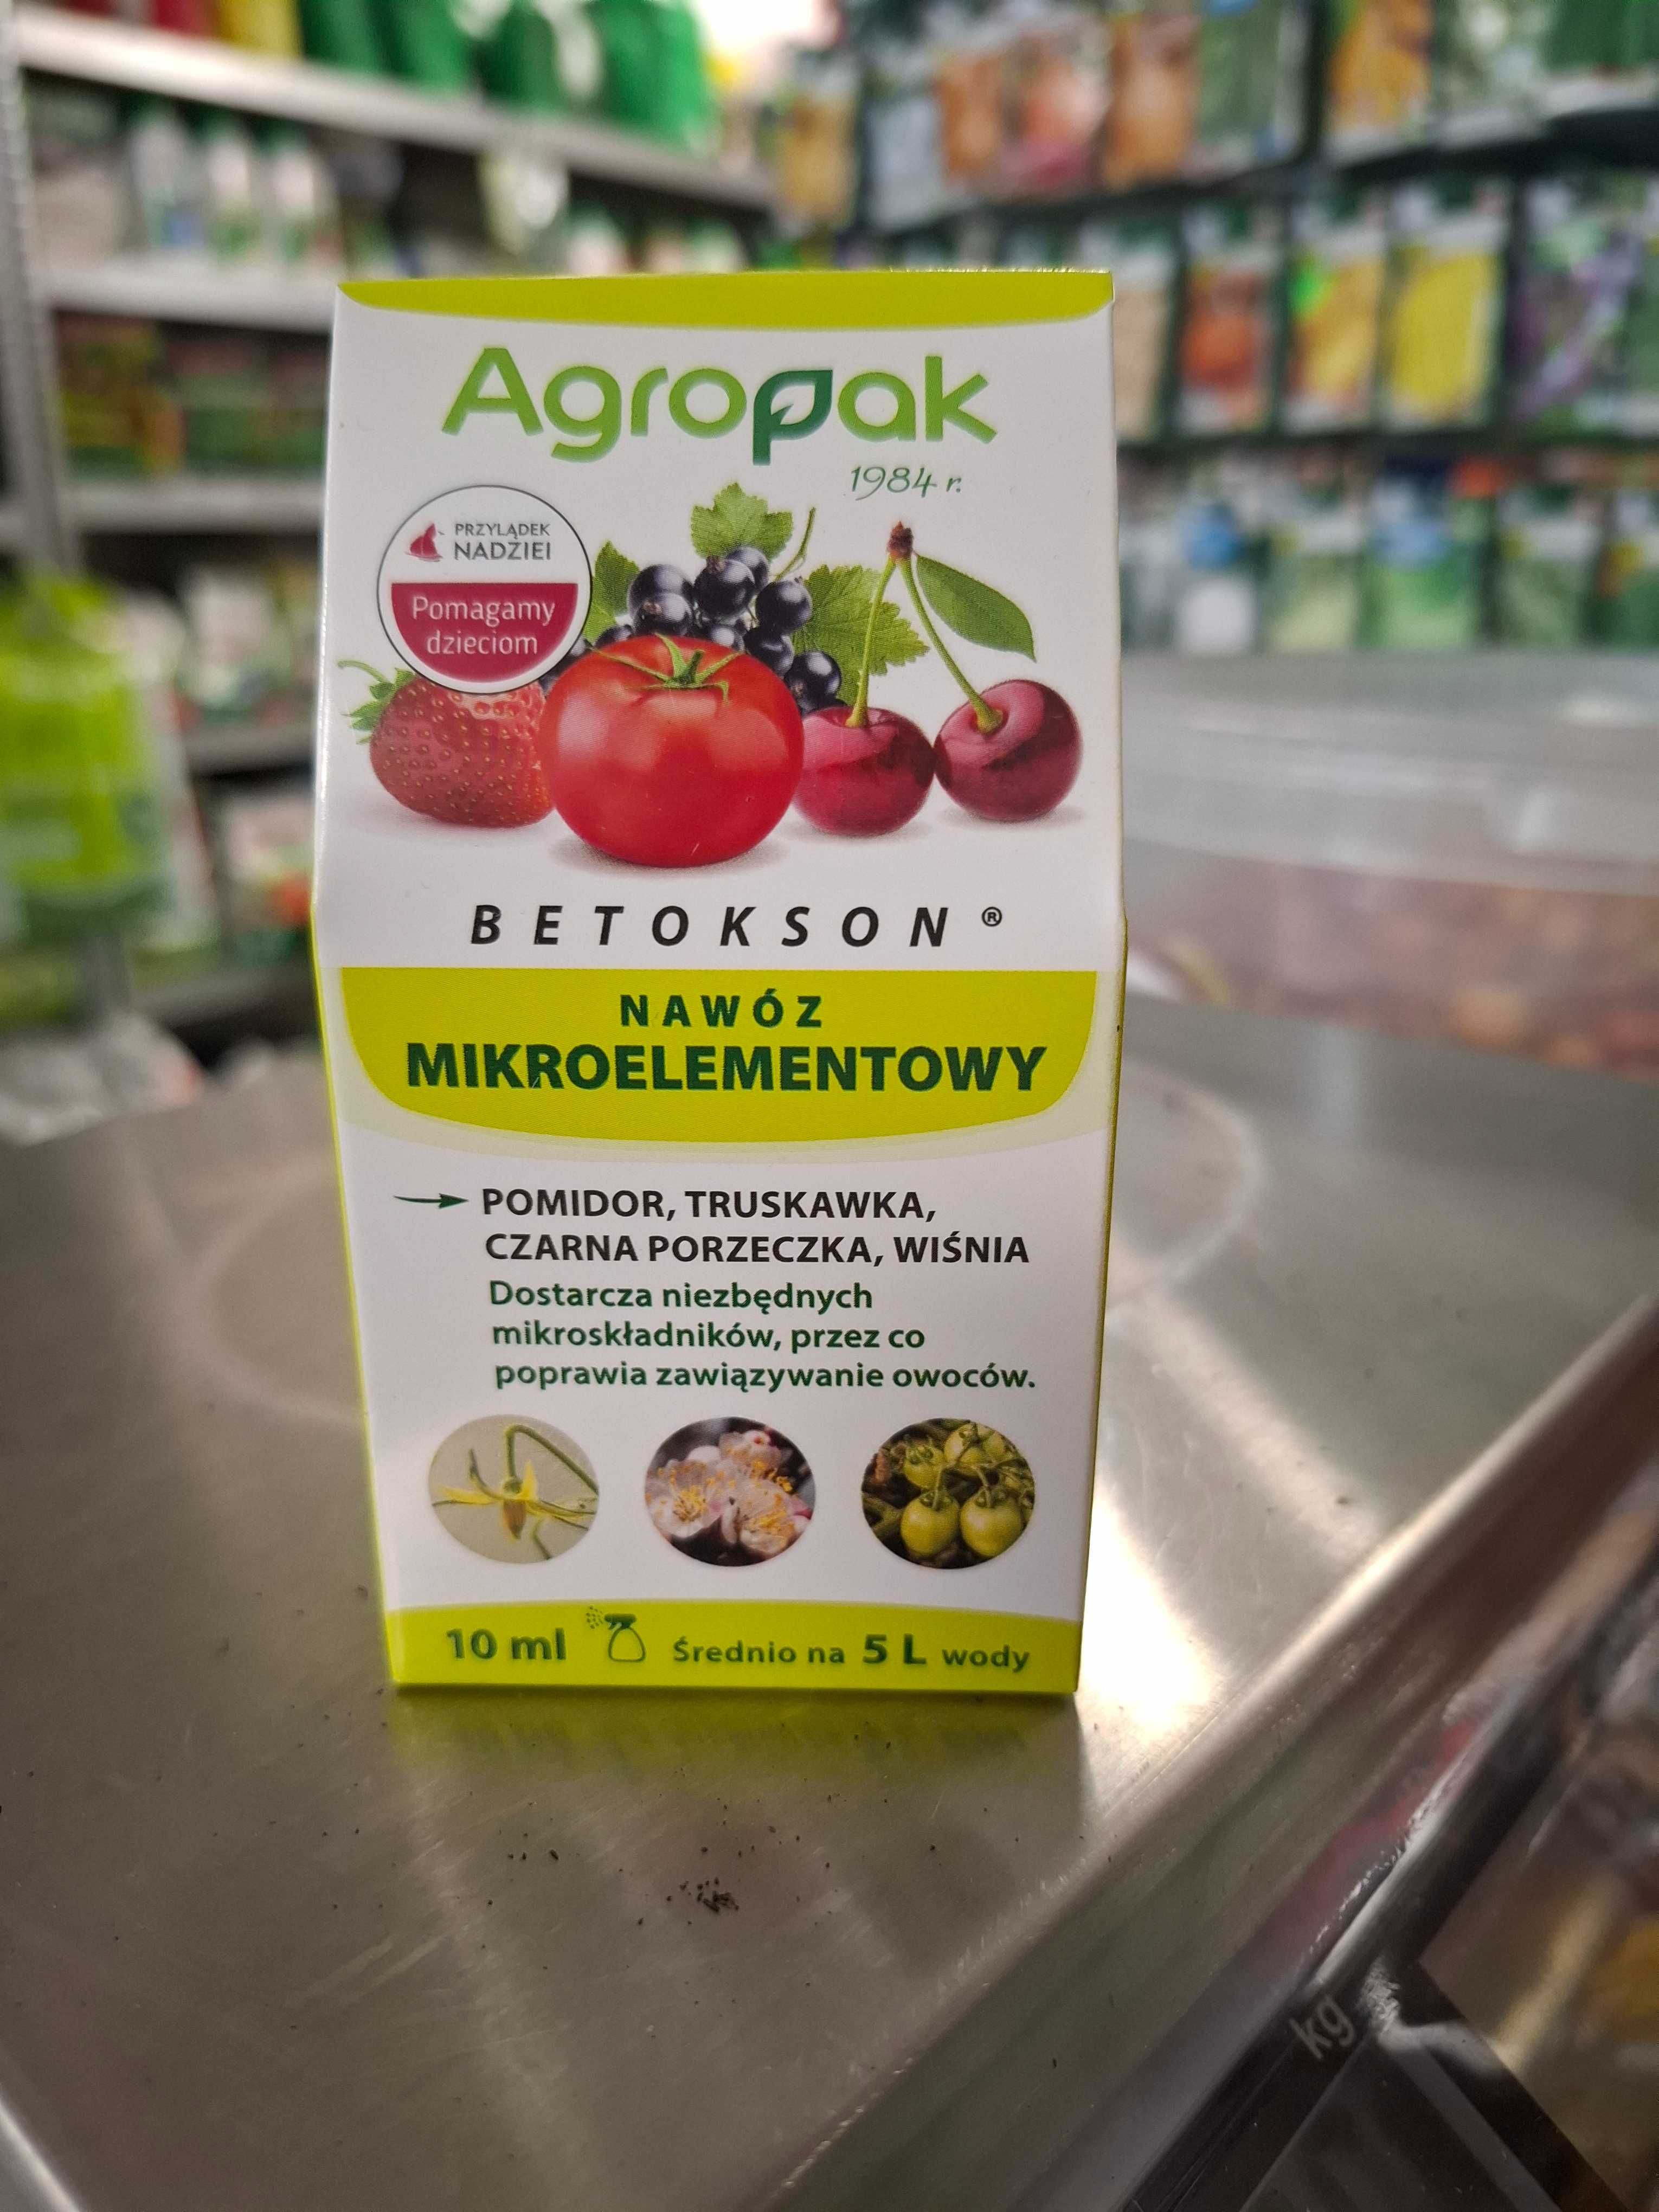 Agropak
1984 r.
PRZYLĄDEK
NADZIEI
Pomagamy
dzieciom
BETOKSON®
NAWÓZ
MIKROELEMENTOWY
POMIDOR, TRUSKAWKA,
CZARNA PORZECZKA, WIŚNIA
Dostarcza niezbędnych
mikroskładników, przez co
poprawia zawiązywanie owoców.
10 ml Średnio na 5 L wody
kg